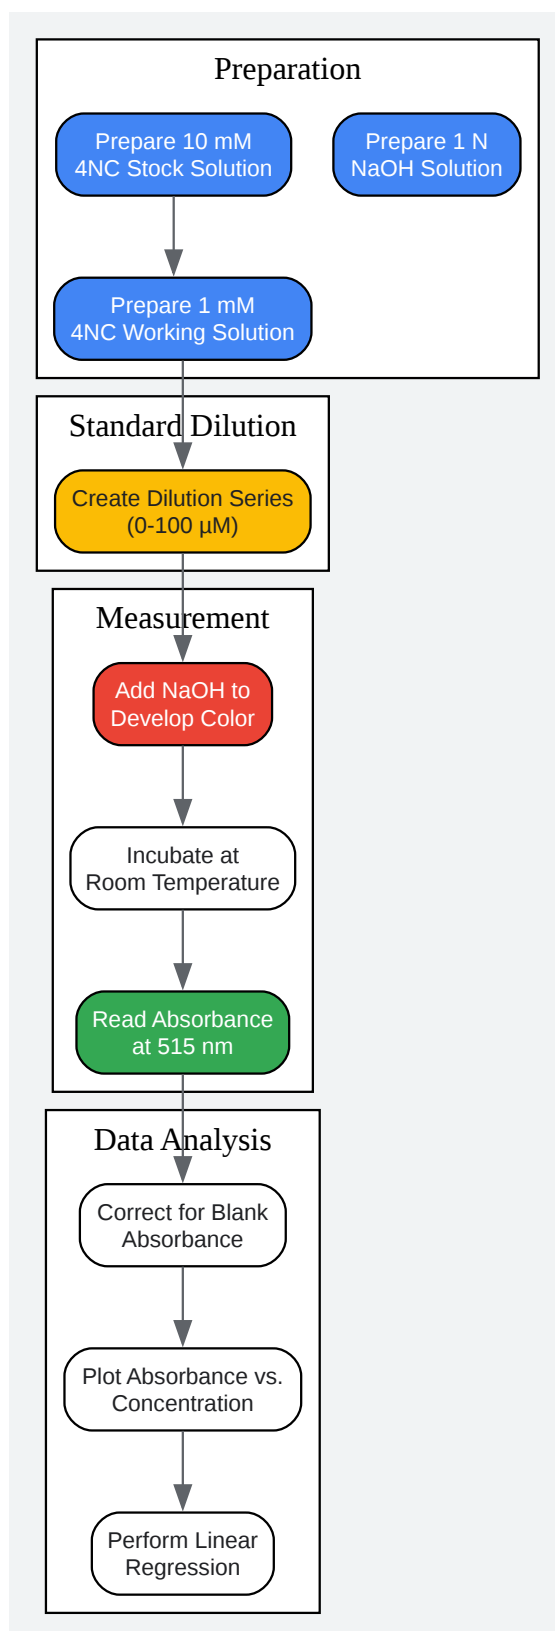 Preparation
Prepare 10 mM
4NC Stock Solution
Prepare 1 N
NaOH Solution
Prepare 1 mM
4NC Working Solution
Standard Dilution
Create Dilution Series
(0-100 µM)
Measurement
Add NaOH to
Develop Color
Incubate at
Room Temperature
Read Absorbance
at 515 nm
Data Analysis
Correct for Blank
Absorbance
Plot Absorbance vs.
Concentration
Perform Linear
Regression